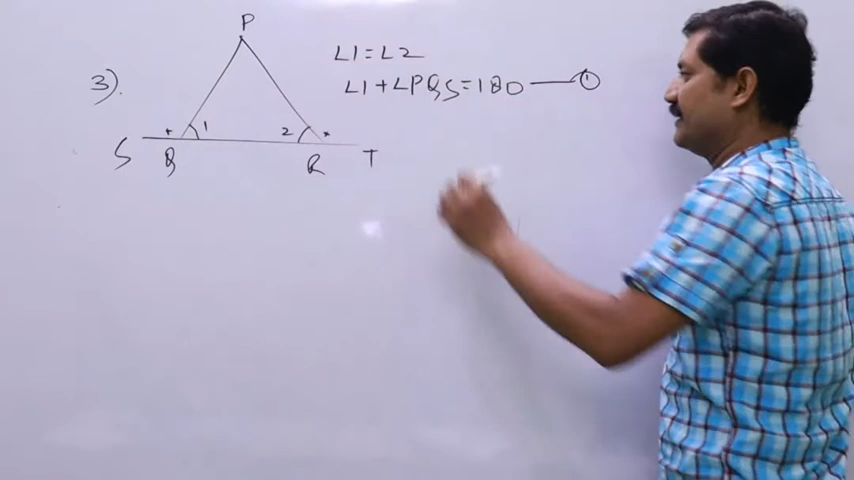 3).
P
∠1 = ∠2
∠1 + ∠PQS = 180 — ①
1
2
S
Q
R
T